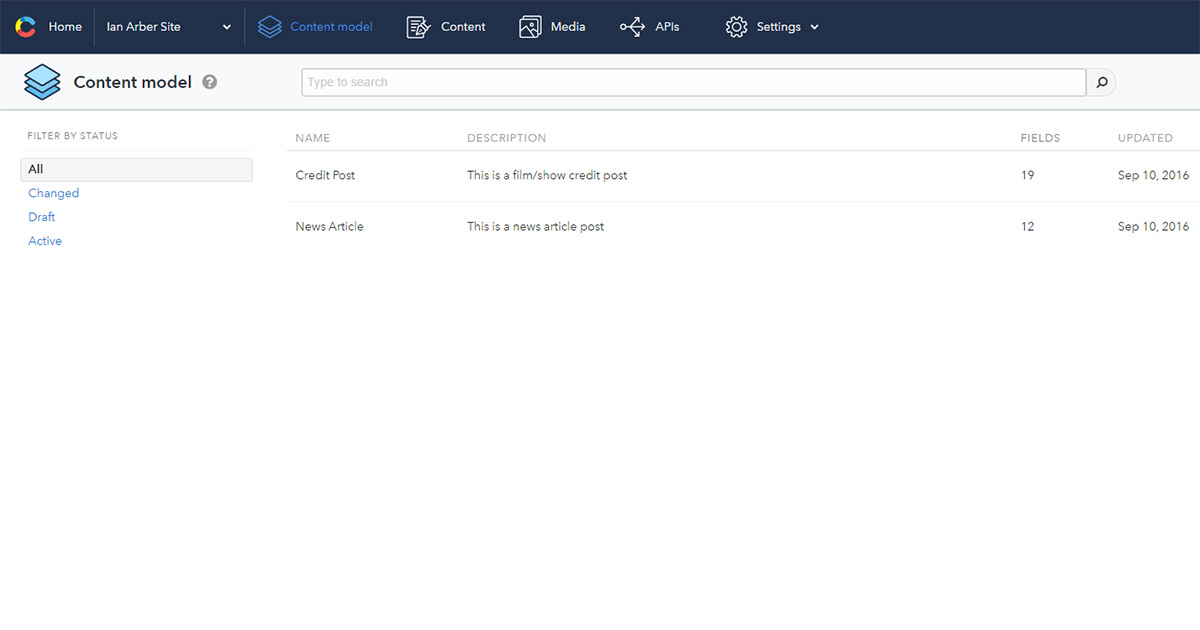 Home Ian Arber Site Content model Content Media APIs Settings
Content model ? Type to search
FILTER BY STATUS
All
Changed
Draft
Active
NAME DESCRIPTION FIELDS UPDATED
Credit Post This is a film/show credit post 19 Sep 10, 2016
News Article This is a news article post 12 Sep 10, 2016